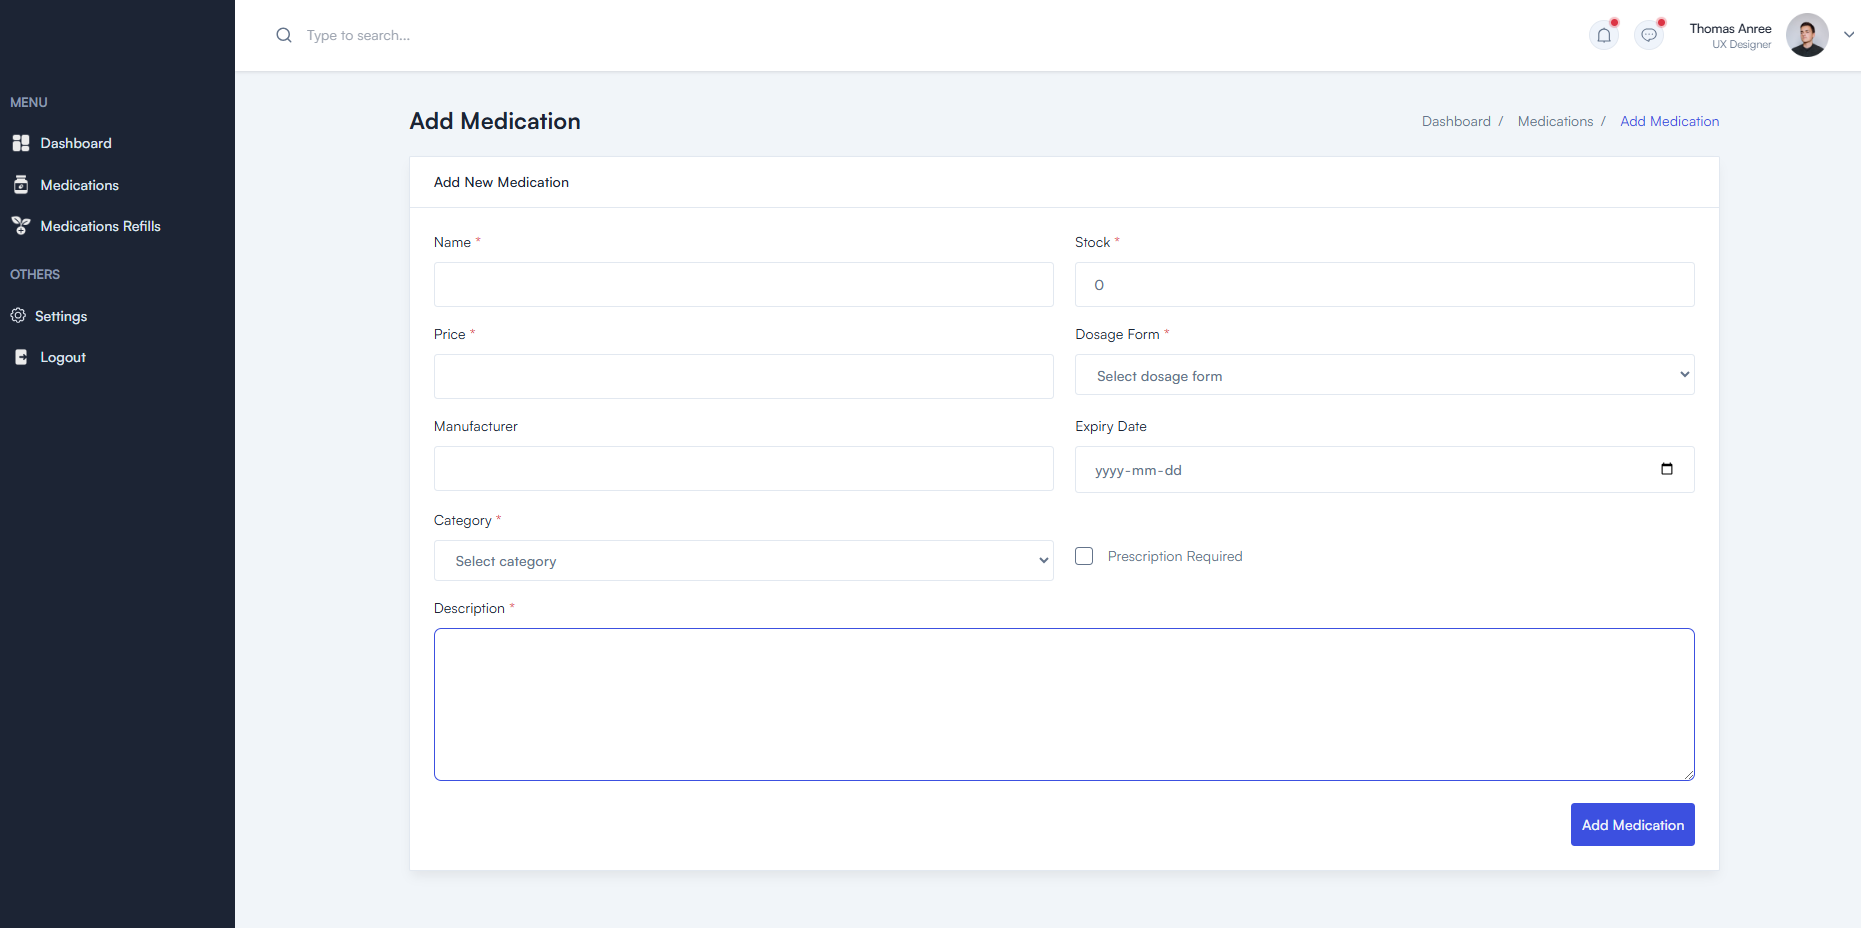 Type to search...
Thomas Anree
UX Designer
MENU
Dashboard
Medications
Medications Refills
OTHERS
Settings
Logout
Add Medication
Dashboard / Medications / Add Medication
Add New Medication
Name *
Stock *
0
Price *
Dosage Form *
Select dosage form
Manufacturer
Expiry Date
yyyy-mm-dd
Category *
Select category
Prescription Required
Description *
Add Medication